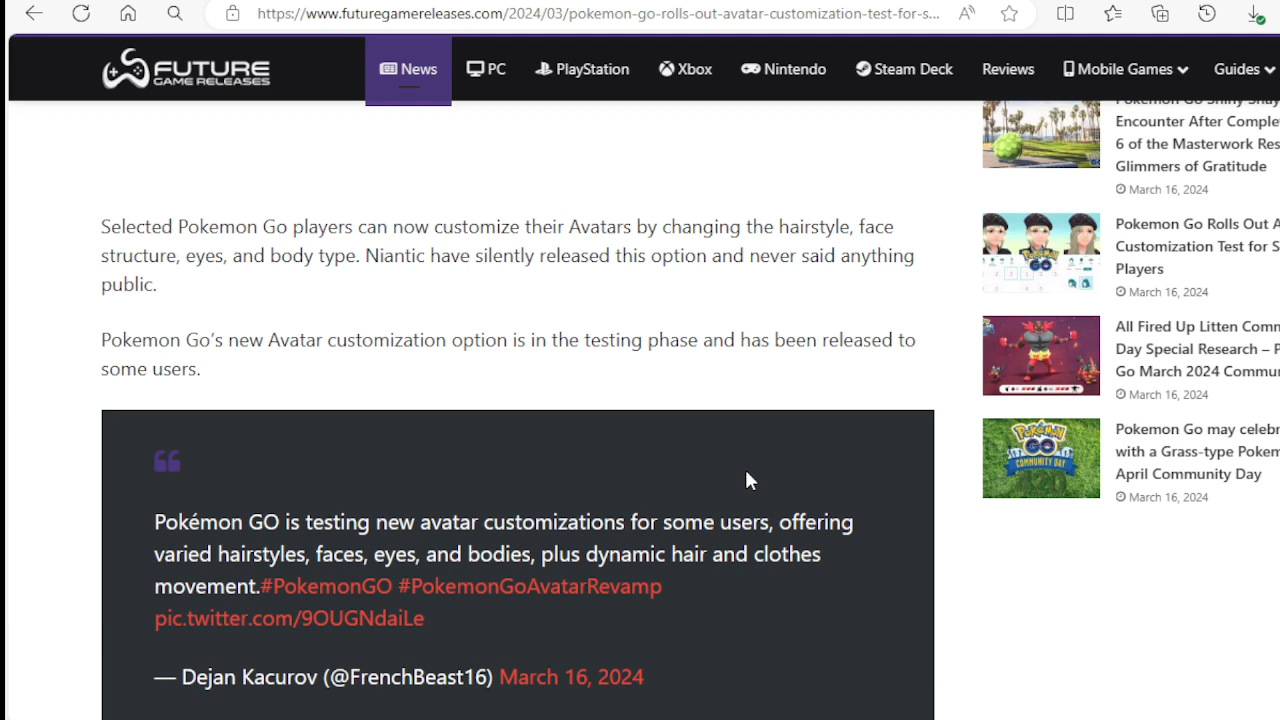 https://www.futuregamereleases.com/2024/03/pokemon-go-rolls-out-avatar-customization-test-for-s...
FUTURE
GAME RELEASES
News
PC
PlayStation
Xbox
Nintendo
Steam Deck
Reviews
Mobile Games
Guides
Selected Pokemon Go players can now customize their Avatars by changing the hairstyle, face
structure, eyes, and body type. Niantic have silently released this option and never said anything
public.
Pokemon Go's new Avatar customization option is in the testing phase and has been released to
some users.
Pokémon GO is testing new avatar customizations for some users, offering
varied hairstyles, faces, eyes, and bodies, plus dynamic hair and clothes
movement.#PokemonGO #PokemonGoAvatarRevamp
pic.twitter.com/9OUGNdaiLe
— Dejan Kacurov (@FrenchBeast16) March 16, 2024
Pokemon Go Shiny Shay
Encounter After Comple
6 of the Masterwork Res
Glimmers of Gratitude
March 16, 2024
Pokemon Go Rolls Out A
Customization Test for S
Players
March 16, 2024
All Fired Up Litten Comm
Day Special Research – P
Go March 2024 Commu
March 16, 2024
Pokemon Go may celebr
with a Grass-type Pokem
April Community Day
March 16, 2024
POKÉMON
GO
COMMUNITY DAY